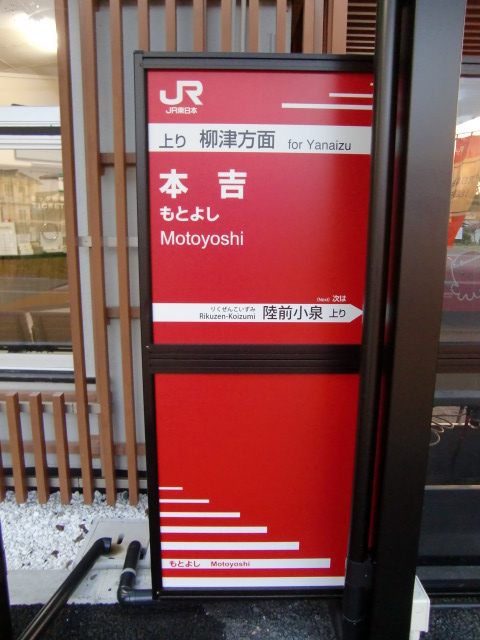 JR
JR東日本
上り 柳津方面 for Yanaizu
本吉
もとよし
Motoyoshi
(Next) 次は
りくぜんこいずみ
Rikuzen-Koizumi 陸前小泉 上り
もとよし Motoyoshi
TICKET